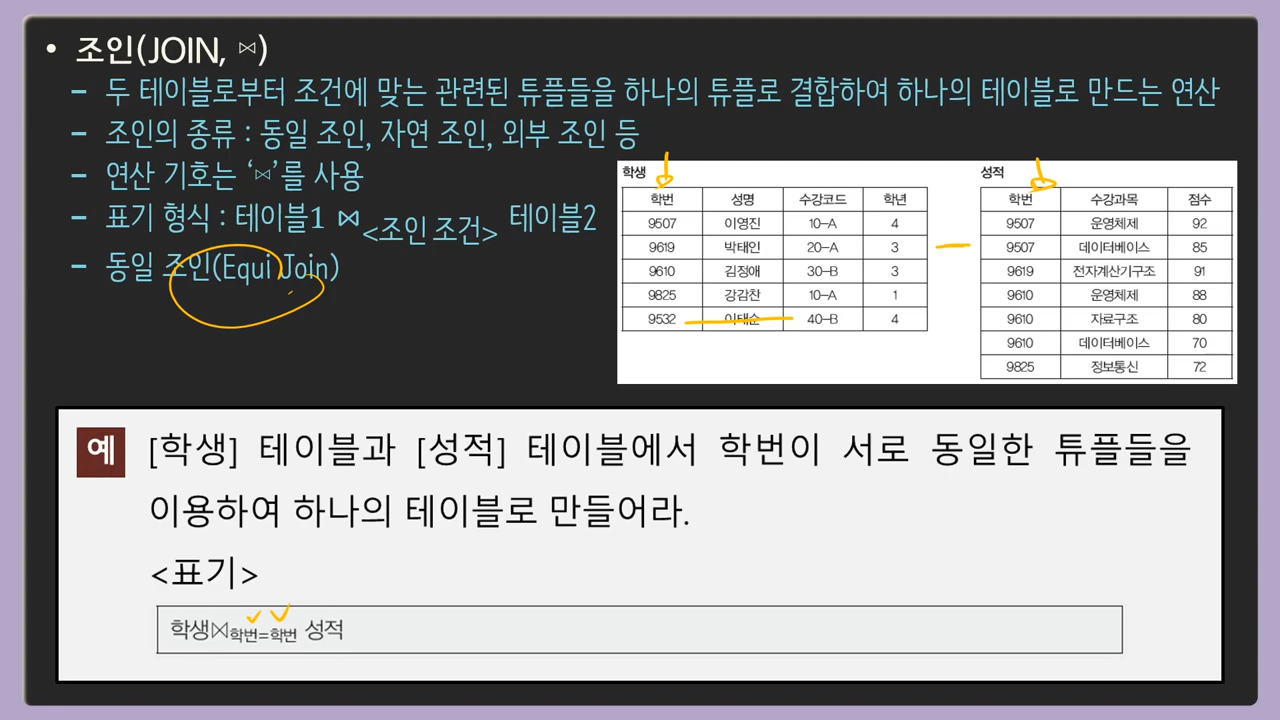 • 조인(JOIN, ⋈)
– 두 테이블로부터 조건에 맞는 관련된 튜플들을 하나의 튜플로 결합하여 하나의 테이블로 만드는 연산
– 조인의 종류 : 동일 조인, 자연 조인, 외부 조인 등
– 연산 기호는 ‘⋈’를 사용
– 표기 형식 : 테이블1 ⋈ <조인 조건> 테이블2
– 동일 조인(Equi Join)
학생
학번 성명 수강코드 학년
9507 이영진 10-A 4
9619 박태인 20-A 3
9610 김정애 30-B 3
9825 강감찬 10-A 1
9532 이태순 40-B 4
성적
학번 수강과목 점수
9507 운영체제 92
9507 데이터베이스 85
9619 전자계산기구조 91
9610 운영체제 88
9610 자료구조 80
9610 데이터베이스 70
9825 정보통신 72
예 [학생] 테이블과 [성적] 테이블에서 학번이 서로 동일한 튜플들을
이용하여 하나의 테이블로 만들어라.
<표기>
학생⋈학번=학번 성적